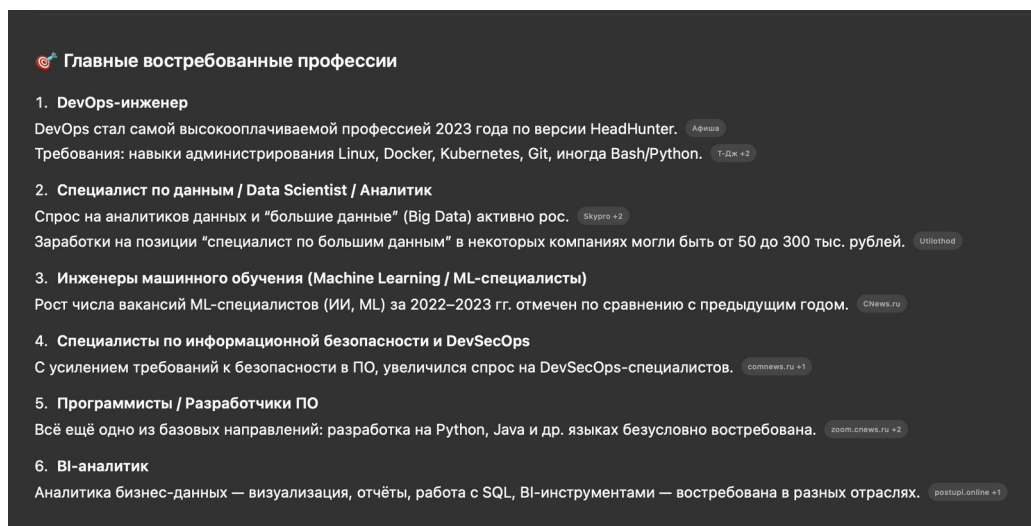 🎯 Главные востребованные профессии
1. DevOps-инженер
DevOps стал самой высокооплачиваемой профессией 2023 года по версии HeadHunter. Афиша
Требования: навыки администрирования Linux, Docker, Kubernetes, Git, иногда Bash/Python. Т-Дж +2
2. Специалист по данным / Data Scientist / Аналитик
Спрос на аналитиков данных и “большие данные” (Big Data) активно рос. Skypro +2
Заработки на позиции “специалист по большим данным” в некоторых компаниях могли быть от 50 до 300 тыс. рублей. Utilothod
3. Инженеры машинного обучения (Machine Learning / ML-специалисты)
Рост числа вакансий ML-специалистов (ИИ, ML) за 2022–2023 гг. отмечен по сравнению с предыдущим годом. CNews.ru
4. Специалисты по информационной безопасности и DevSecOps
С усилением требований к безопасности в ПО, увеличился спрос на DevSecOps-специалистов. comnews.ru +1
5. Программисты / Разработчики ПО
Всё ещё одно из базовых направлений: разработка на Python, Java и др. языках безусловно востребована. zoom.cnews.ru +2
6. BI-аналитик
Аналитика бизнес-данных — визуализация, отчёты, работа с SQL, BI-инструментами — востребована в разных отраслях. postupi.online +1